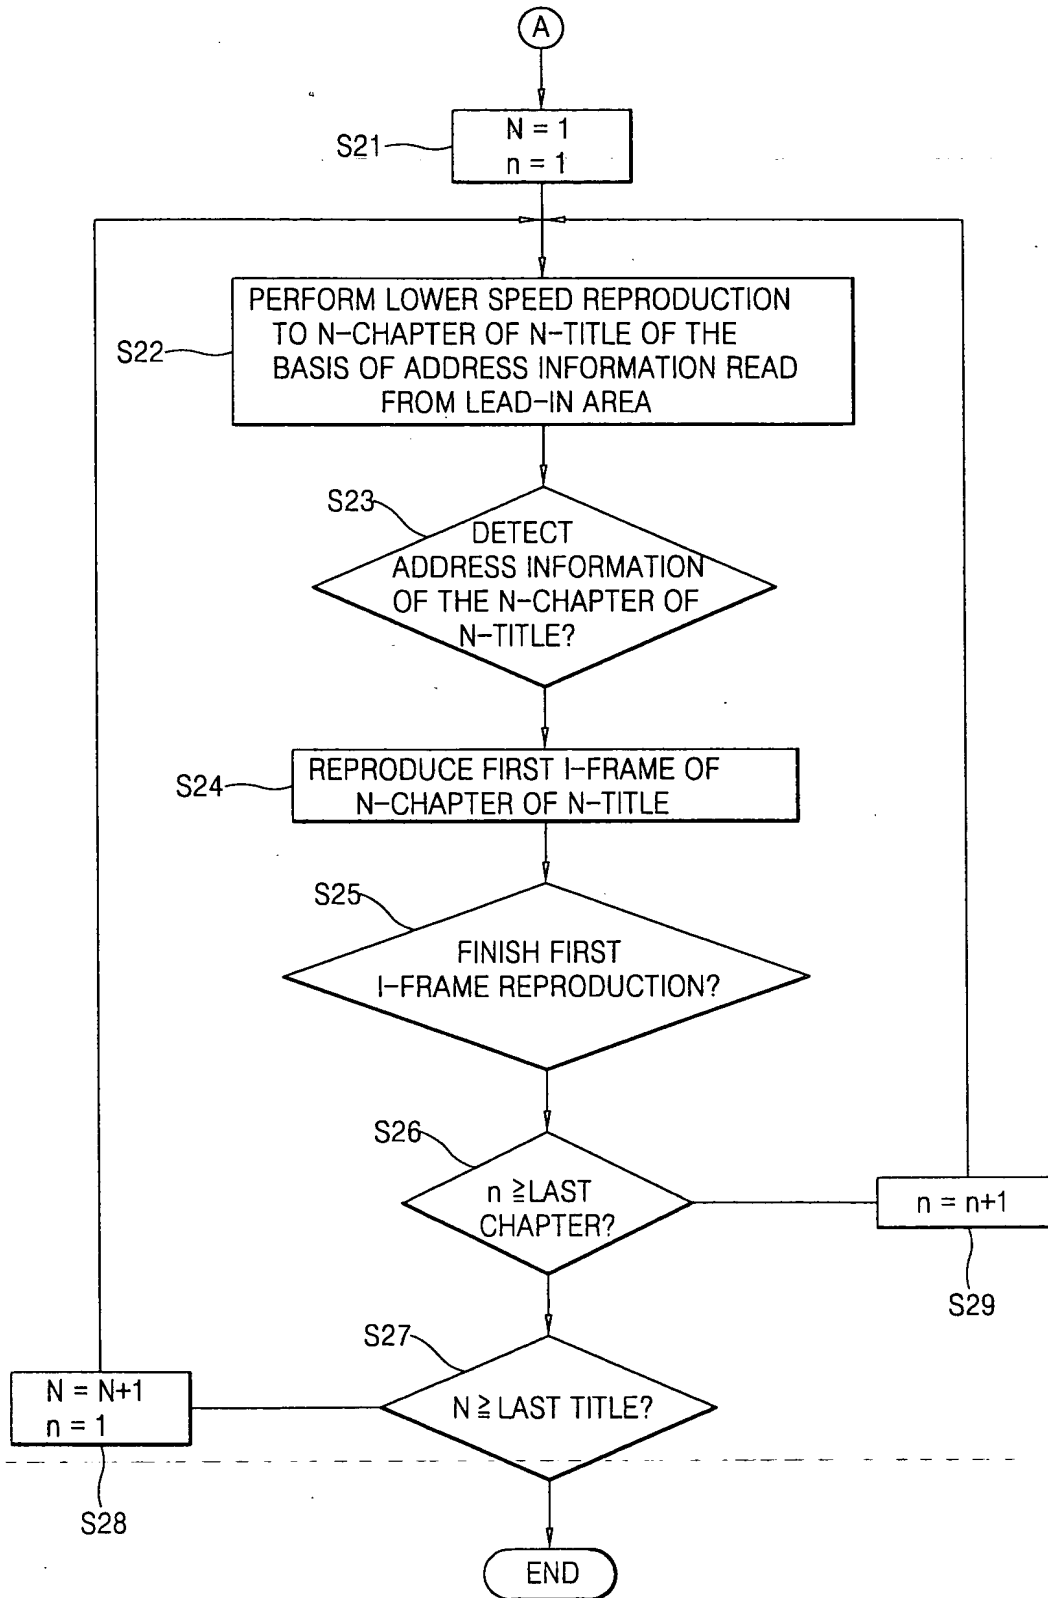 A
S21
N = 1
n = 1
S22
PERFORM LOWER SPEED REPRODUCTION
TO N-CHAPTER OF N-TITLE OF THE
BASIS OF ADDRESS INFORMATION READ
FROM LEAD-IN AREA
S23
DETECT
ADDRESS INFORMATION
OF THE N-CHAPTER OF
N-TITLE?
S24
REPRODUCE FIRST I-FRAME OF
N-CHAPTER OF N-TITLE
S25
FINISH FIRST
I-FRAME REPRODUCTION?
S26
n ≧ LAST
CHAPTER?
n = n+1
S29
S27
N ≧ LAST TITLE?
N = N+1
n = 1
S28
END